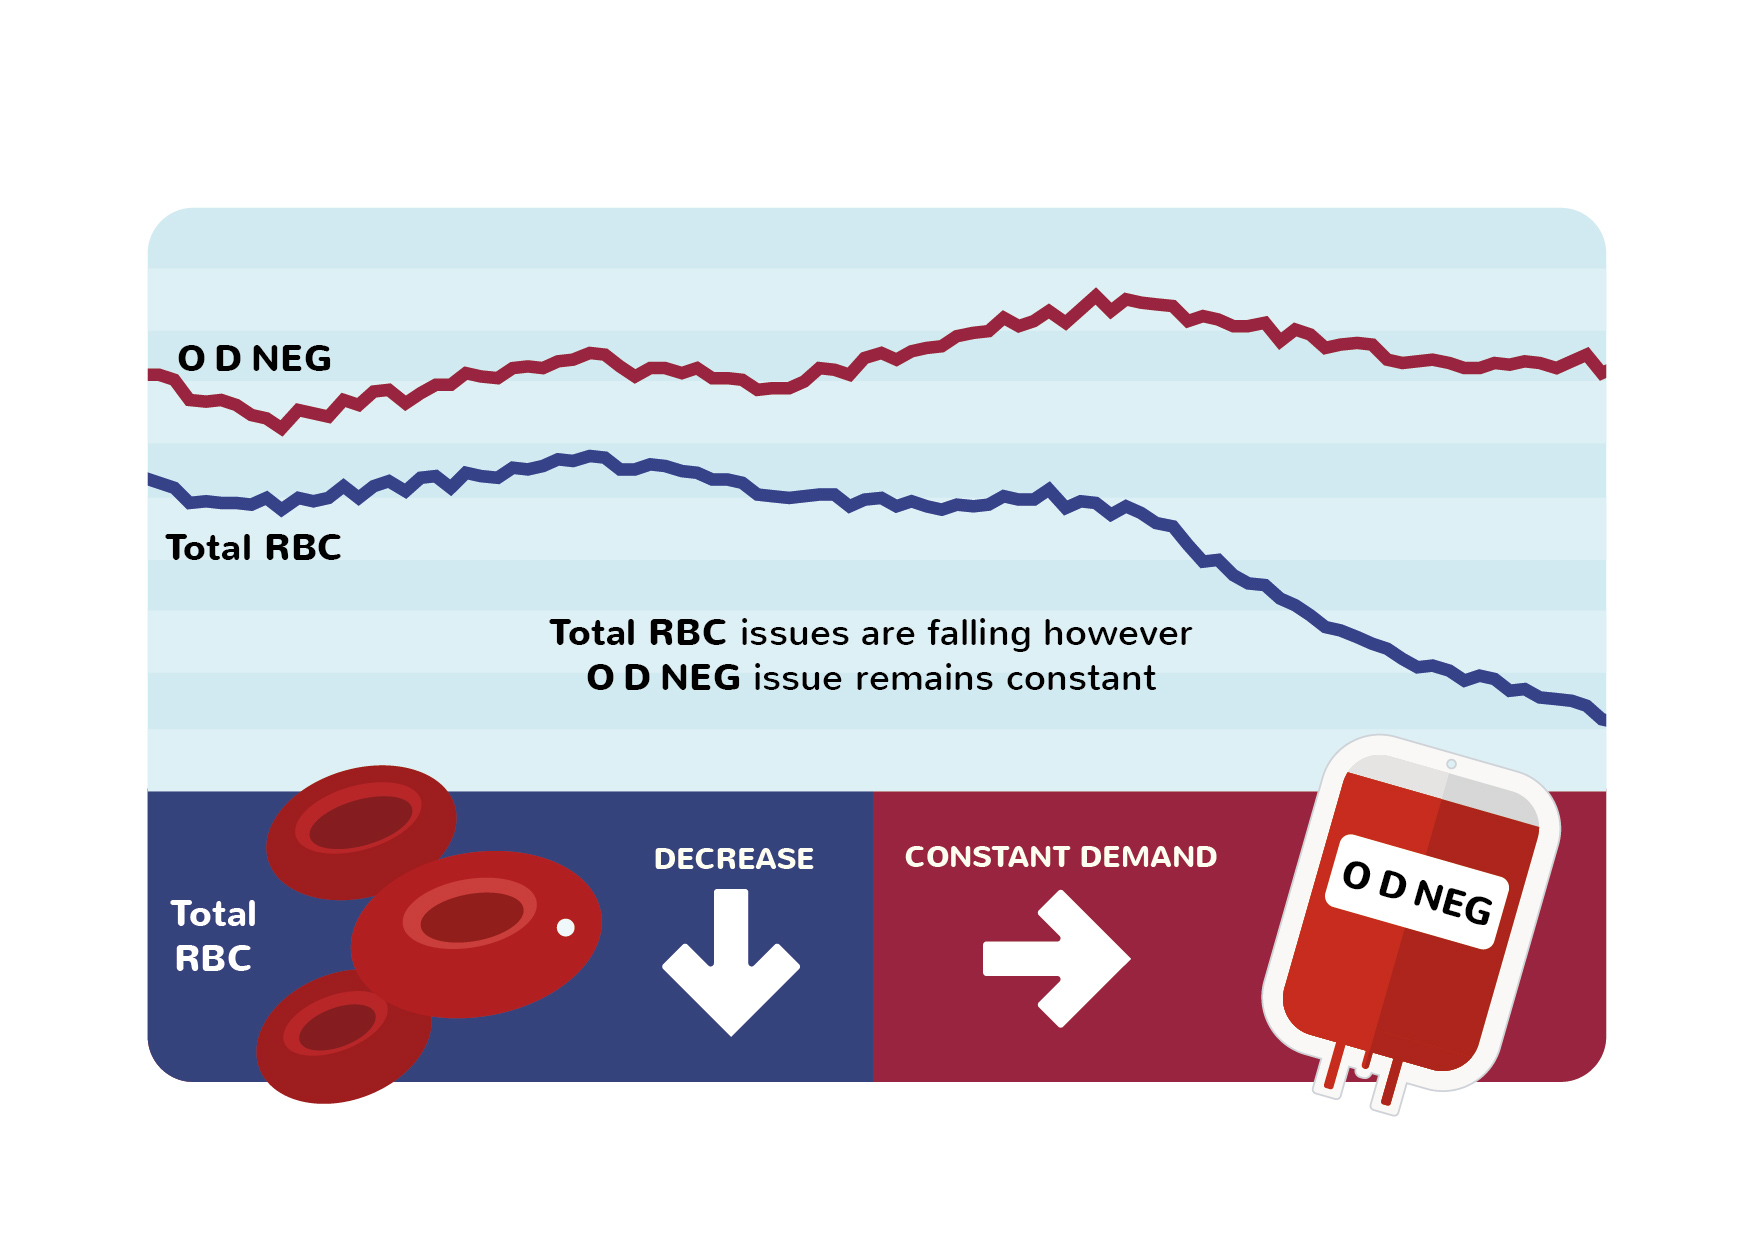 O D NEG
Total RBC
Total RBC issues are falling however
O D NEG issue remains constant
Total
RBC
DECREASE
CONSTANT DEMAND
O D NEG